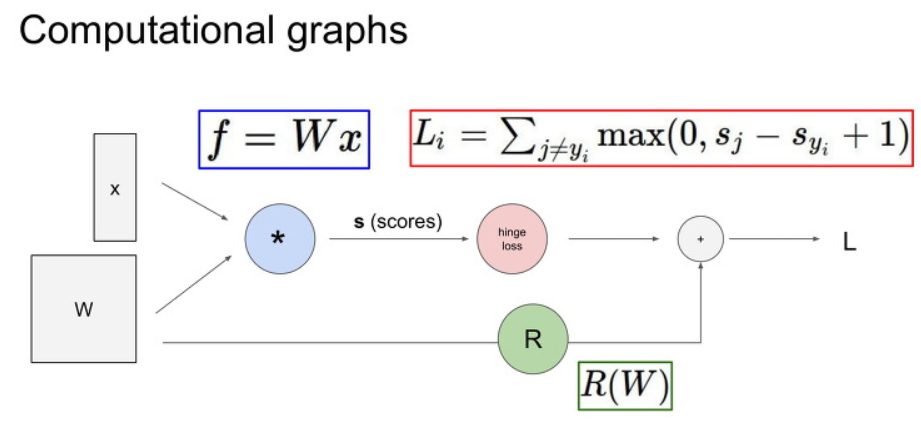 Computational graphs
f = Wx
L_i = \sum_{j \neq y_i} \max(0, s_j - s_{y_i} + 1)
x
W
*
s (scores)
hinge
loss
+
L
R
R(W)